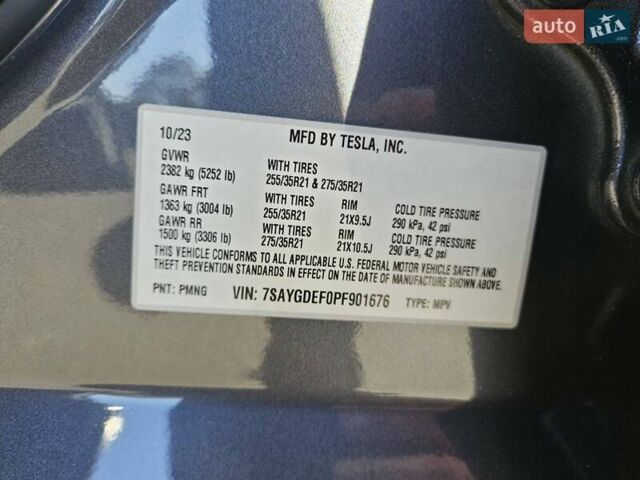 auto RIA .com
10/23 MFD BY TESLA, INC.
GVWR WITH TIRES
2382 kg (5252 lb) 255/35R21 & 275/35R21
GAWR FRT WITH TIRES RIM COLD TIRE PRESSURE
1363 kg (3004 lb) 255/35R21 21X9.5J 290 kPa, 42 psi
GAWR RR WITH TIRES RIM COLD TIRE PRESSURE
1500 kg (3306 lb) 275/35R21 21X10.5J 290 kPa, 42 psi
THIS VEHICLE CONFORMS TO ALL APPLICABLE U.S. FEDERAL MOTOR VEHICLE SAFETY AND
THEFT PREVENTION STANDARDS IN EFFECT ON THE DATE OF MANUFACTURE SHOWN ABOVE.
PNT: PMNG VIN: 7SAYGDEF0PF901676 TYPE: MPV